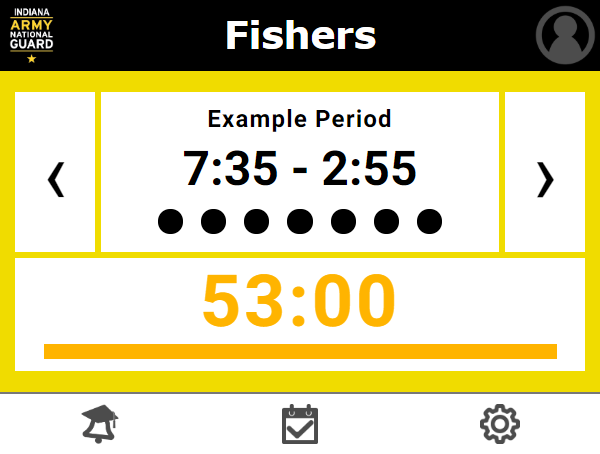 INDIANA
ARMY
NATIONAL
GUARD
Fishers
Example Period
7:35 - 2:55
53:00